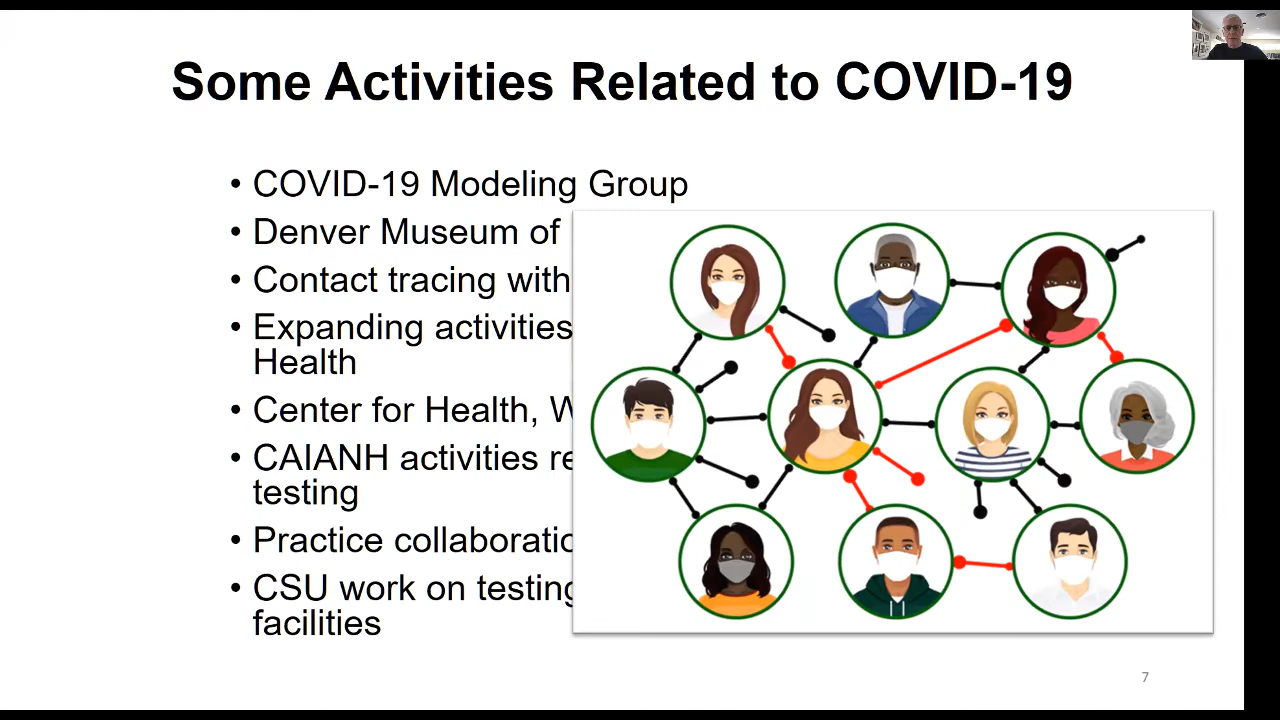 Some Activities Related to COVID-19
• COVID-19 Modeling Group
• Denver Museum of
• Contact tracing with
• Expanding activities
Health
• Center for Health, W
• CAIANH activities re
testing
• Practice collaboratio
• CSU work on testing
facilities
7